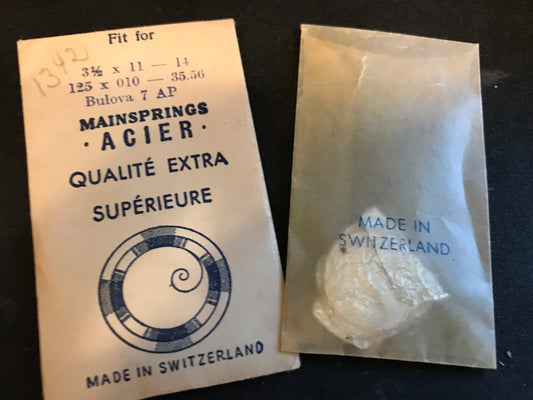 Fit for
1342
3½ x 11 — 14
125 x 010 — 35.56
Bulova 7 AP
MAINSPRINGS
· ACIER ·
QUALITÉ EXTRA
SUPÉRIEURE
MADE IN SWITZERLAND
MADE IN
SWITZERLAND